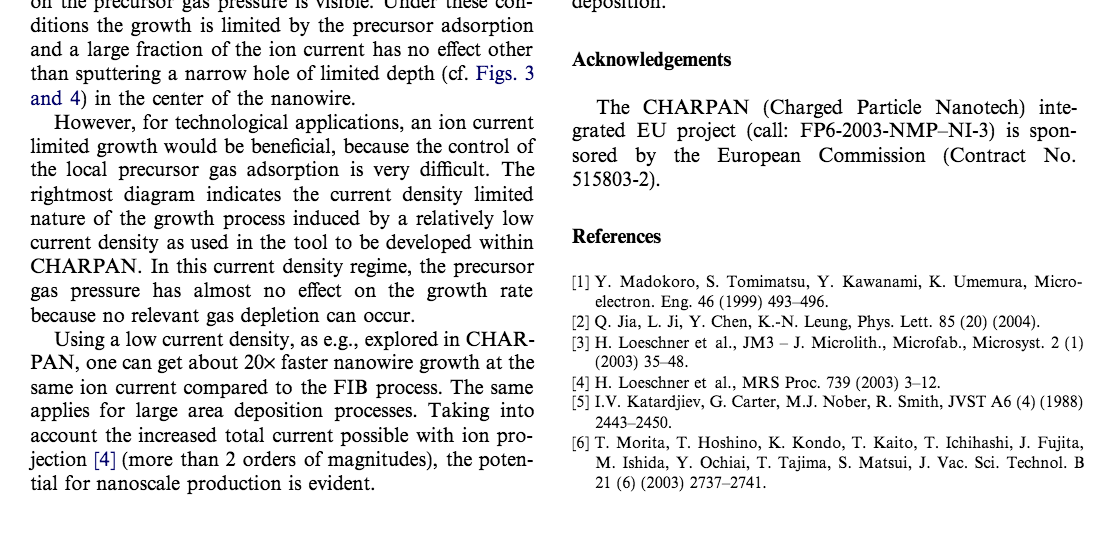 on the precursor gas pressure is visible. Under these con-
ditions the growth is limited by the precursor adsorption
and a large fraction of the ion current has no effect other
than sputtering a narrow hole of limited depth (cf. Figs. 3
and 4) in the center of the nanowire.
However, for technological applications, an ion current
limited growth would be beneficial, because the control of
the local precursor gas adsorption is very difficult. The
rightmost diagram indicates the current density limited
nature of the growth process induced by a relatively low
current density as used in the tool to be developed within
CHARPAN. In this current density regime, the precursor
gas pressure has almost no effect on the growth rate
because no relevant gas depletion can occur.
Using a low current density, as e.g., explored in CHAR-
PAN, one can get about 20× faster nanowire growth at the
same ion current compared to the FIB process. The same
applies for large area deposition processes. Taking into
account the increased total current possible with ion pro-
jection [4] (more than 2 orders of magnitudes), the poten-
tial for nanoscale production is evident.
deposition.
Acknowledgements
The CHARPAN (Charged Particle Nanotech) inte-
grated EU project (call: FP6-2003-NMP–NI-3) is spon-
sored by the European Commission (Contract No.
515803-2).
References
[1] Y. Madokoro, S. Tomimatsu, Y. Kawanami, K. Umemura, Micro-
electron. Eng. 46 (1999) 493–496.
[2] Q. Jia, L. Ji, Y. Chen, K.-N. Leung, Phys. Lett. 85 (20) (2004).
[3] H. Loeschner et al., JM3 – J. Microlith., Microfab., Microsyst. 2 (1)
(2003) 35–48.
[4] H. Loeschner et al., MRS Proc. 739 (2003) 3–12.
[5] I.V. Katardjiev, G. Carter, M.J. Nober, R. Smith, JVST A6 (4) (1988)
2443–2450.
[6] T. Morita, T. Hoshino, K. Kondo, T. Kaito, T. Ichihashi, J. Fujita,
M. Ishida, Y. Ochiai, T. Tajima, S. Matsui, J. Vac. Sci. Technol. B
21 (6) (2003) 2737–2741.